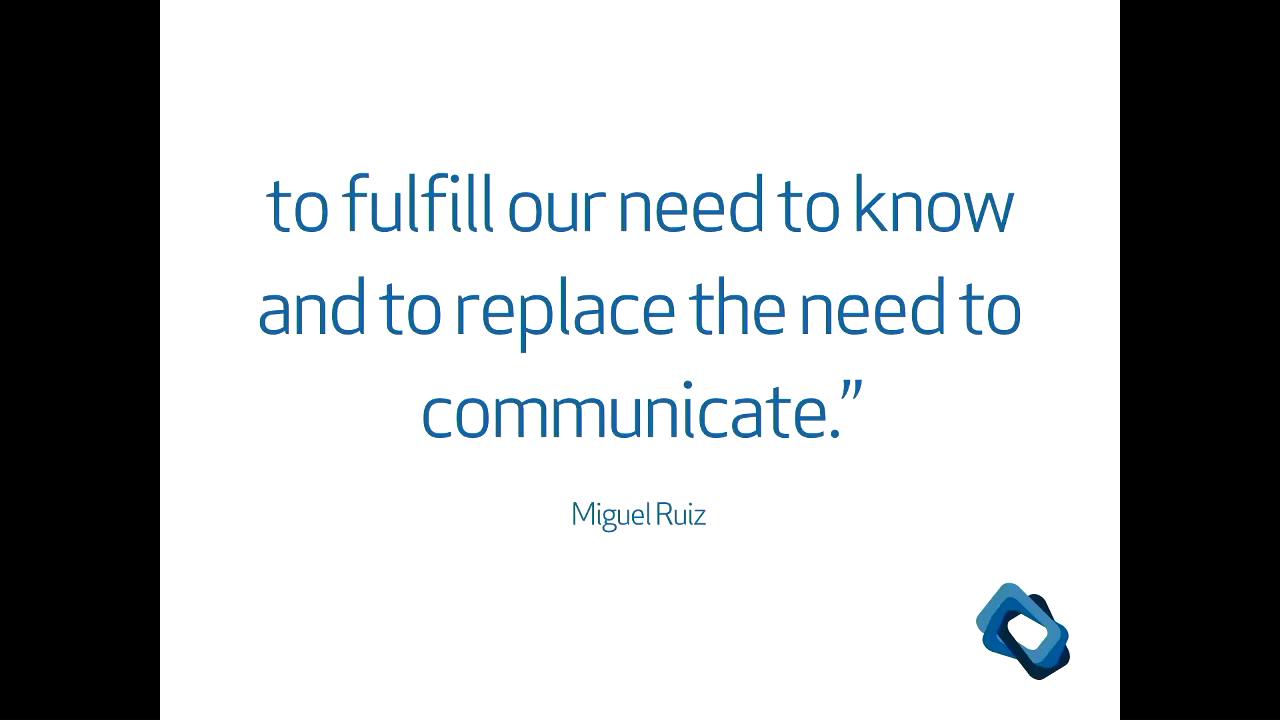 to fulfill our need to know
and to replace the need to
communicate.”
Miguel Ruiz